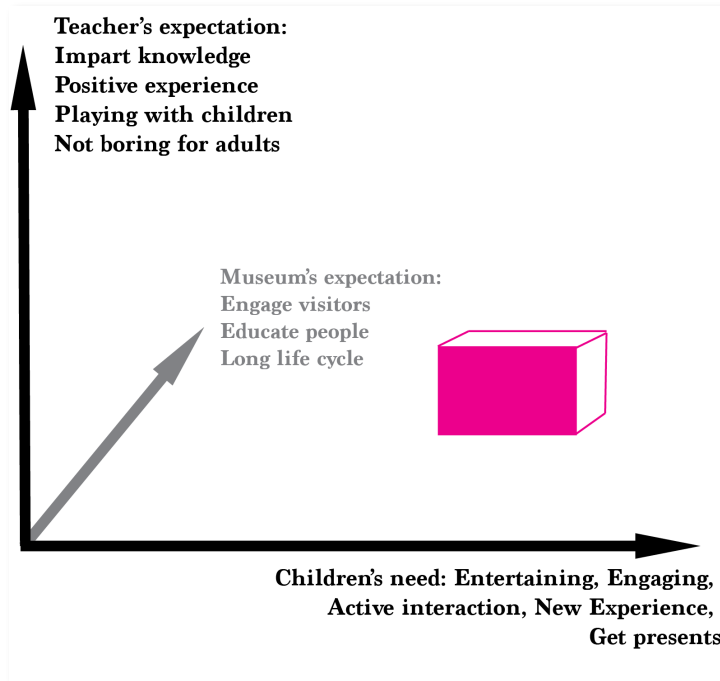 Teacher’s expectation:
Impart knowledge
Positive experience
Playing with children
Not boring for adults
Museum’s expectation:
Engage visitors
Educate people
Long life cycle
Children’s need: Entertaining, Engaging,
Active interaction, New Experience,
Get presents